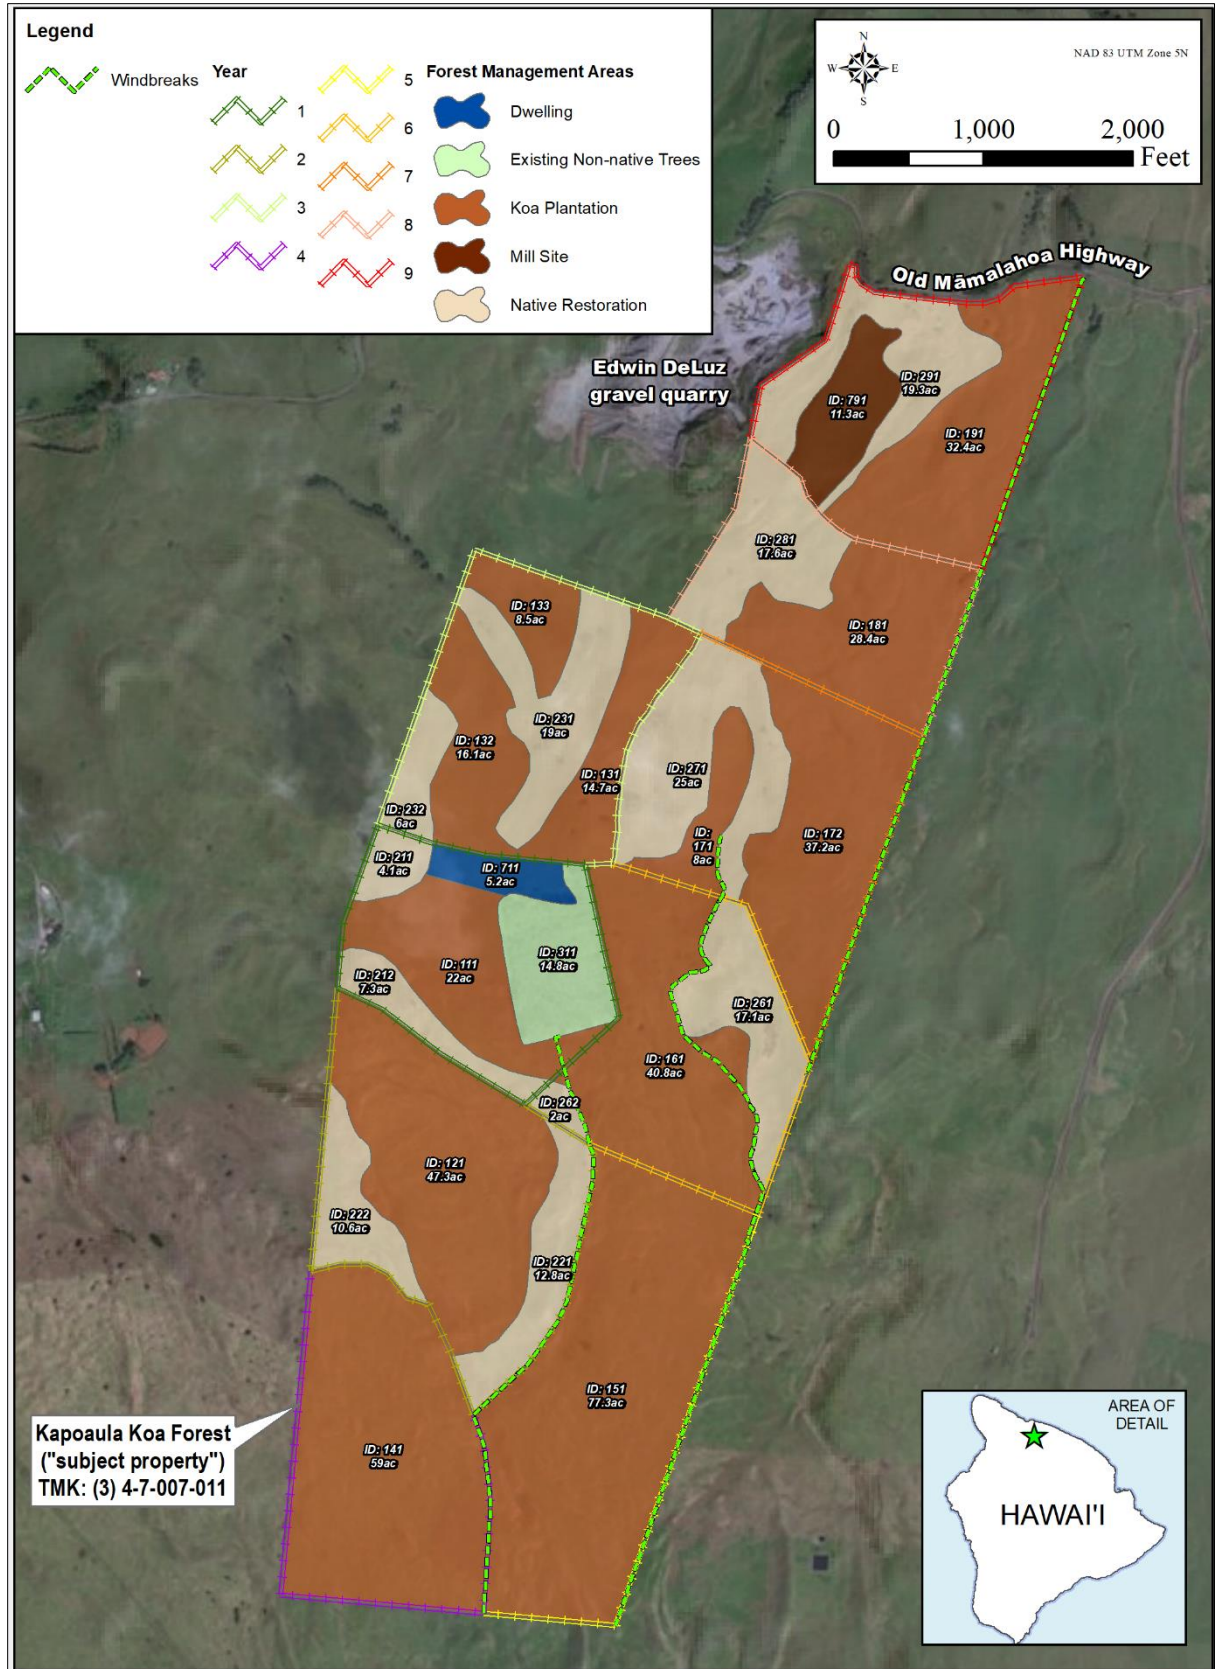 Legend
Windbreaks
Year
1
2
3
4
5
6
7
8
9
Forest Management Areas
Dwelling
Existing Non-native Trees
Koa Plantation
Mill Site
Native Restoration
N
W E
S
NAD 83 UTM Zone 5N
0 1,000 2,000
Feet
Old Māmalahoa Highway
Edwin DeLuz
gravel quarry
ID: 291
19.3ac
ID: 791
11.3ac
ID: 191
32.4ac
ID: 281
17.6ac
ID: 181
28.4ac
ID: 133
8.5ac
ID: 231
19ac
ID: 132
16.1ac
ID: 131
14.7ac
ID: 271
25ac
ID:
171
8ac
ID: 172
37.2ac
ID: 232
6ac
ID: 211
4.1ac
ID: 711
5.2ac
ID: 311
14.8ac
ID: 111
22ac
ID: 212
7.3ac
ID: 261
17.1ac
ID: 161
40.8ac
ID: 262
2ac
ID: 121
47.3ac
ID: 222
10.6ac
ID: 221
12.8ac
ID: 151
77.3ac
ID: 141
59ac
Kapoaula Koa Forest
("subject property")
TMK: (3) 4-7-007-011
AREA OF
DETAIL
HAWAI'I